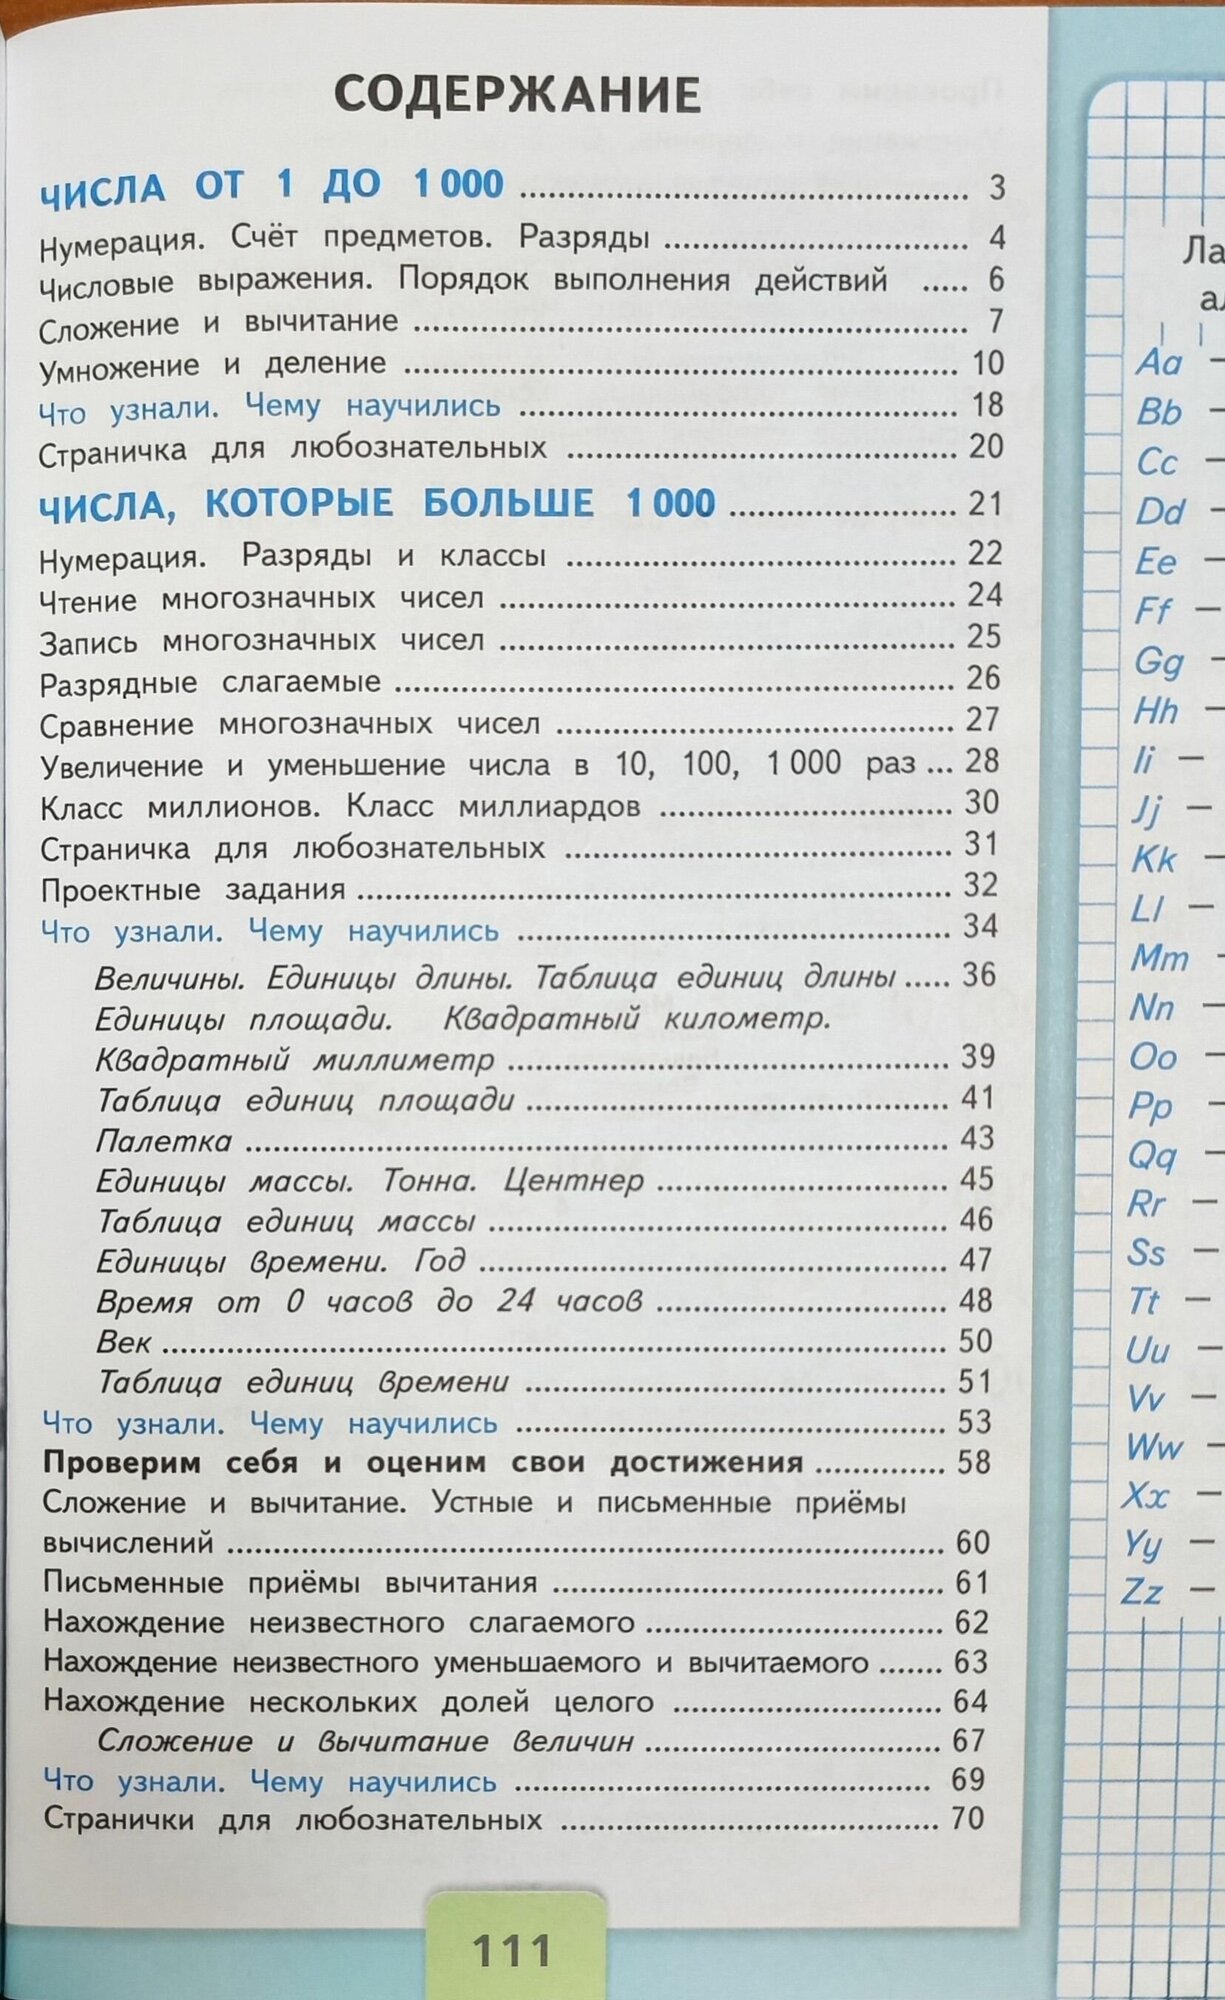 СОДЕРЖАНИЕ
ЧИСЛА ОТ 1 ДО 1 000 ........ 3
Нумерация. Счёт предметов. Разряды ........ 4
Числовые выражения. Порядок выполнения действий ..... 6
Сложение и вычитание ........ 7
Умножение и деление ........ 10
Что узнали. Чему научились ........ 18
Страничка для любознательных ........ 20
ЧИСЛА, КОТОРЫЕ БОЛЬШЕ 1 000 ........ 21
Нумерация. Разряды и классы ........ 22
Чтение многозначных чисел ........ 24
Запись многозначных чисел ........ 25
Разрядные слагаемые ........ 26
Сравнение многозначных чисел ........ 27
Увеличение и уменьшение числа в 10, 100, 1 000 раз ... 28
Класс миллионов. Класс миллиардов ........ 30
Страничка для любознательных ........ 31
Проектные задания ........ 32
Что узнали. Чему научились ........ 34
Величины. Единицы длины. Таблица единиц длины ..... 36
Единицы площади. Квадратный километр.
Квадратный миллиметр ........ 39
Таблица единиц площади ........ 41
Палетка ........ 43
Единицы массы. Тонна. Центнер ........ 45
Таблица единиц массы ........ 46
Единицы времени. Год ........ 47
Время от 0 часов до 24 часов ........ 48
Век ........ 50
Таблица единиц времени ........ 51
Что узнали. Чему научились ........ 53
Проверим себя и оценим свои достижения ........ 58
Сложение и вычитание. Устные и письменные приёмы
вычислений ........ 60
Письменные приёмы вычитания ........ 61
Нахождение неизвестного слагаемого ........ 62
Нахождение неизвестного уменьшаемого и вычитаемого ....... 63
Нахождение нескольких долей целого ........ 64
Сложение и вычитание величин ........ 67
Что узнали. Чему научились ........ 69
Странички для любознательных ........ 70
111
Aa –
Bb –
Cc –
Dd –
Ee –
Ff –
Gg –
Hh –
Ii –
Jj –
Kk –
Ll –
Mm –
Nn –
Oo –
Pp –
Qq –
Rr –
Ss –
Tt –
Uu –
Vv –
Ww –
Xx –
Yy –
Zz –